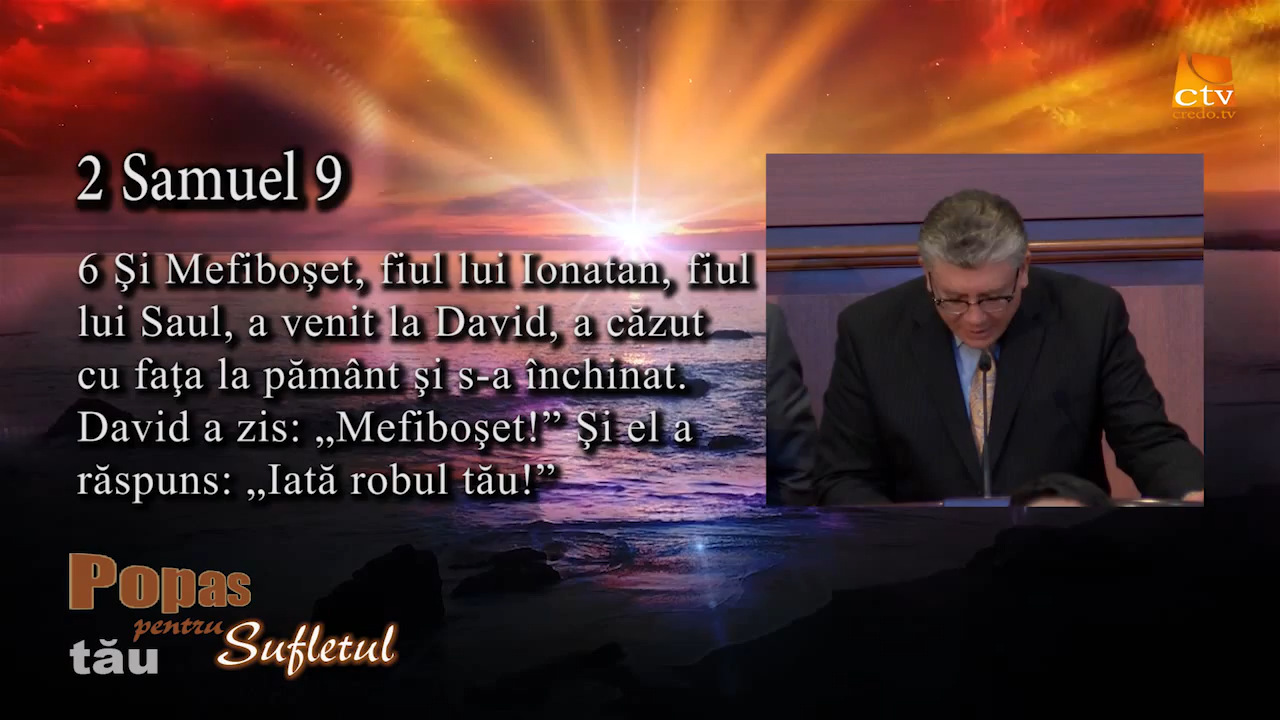 ctv
credo.tv
2 Samuel 9
6 Şi Mefiboşet, fiul lui Ionatan, fiul
lui Saul, a venit la David, a căzut
cu faţa la pământ şi s-a închinat.
David a zis: „Mefiboşet!” Şi el a
răspuns: „Iată robul tău!”
Popas
pentru
tău Sufletul